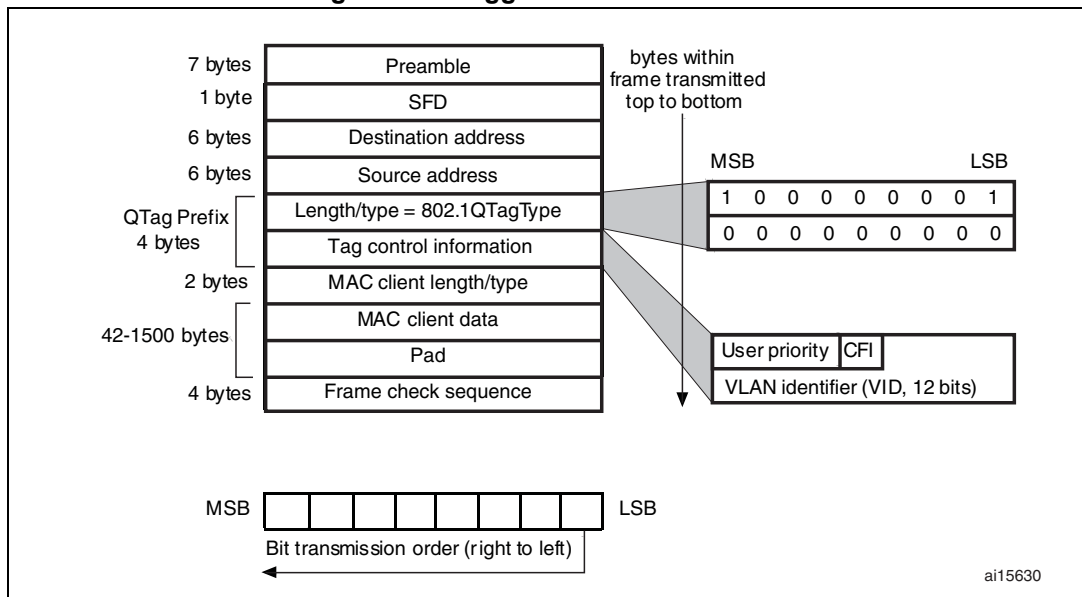 7 bytes
Preamble
bytes within
frame transmitted
top to bottom
1 byte
SFD
6 bytes
Destination address
6 bytes
Source address
MSB LSB
QTag Prefix
4 bytes
Length/type = 802.1QTagType
1 0 0 0 0 0 0 0 0 1
0 0 0 0 0 0 0 0 0 0
Tag control information
2 bytes
MAC client length/type
42-1500 bytes
MAC client data
Pad
User priority CFI
VLAN identifier (VID, 12 bits)
4 bytes
Frame check sequence
MSB LSB
Bit transmission order (right to left)
ai15630